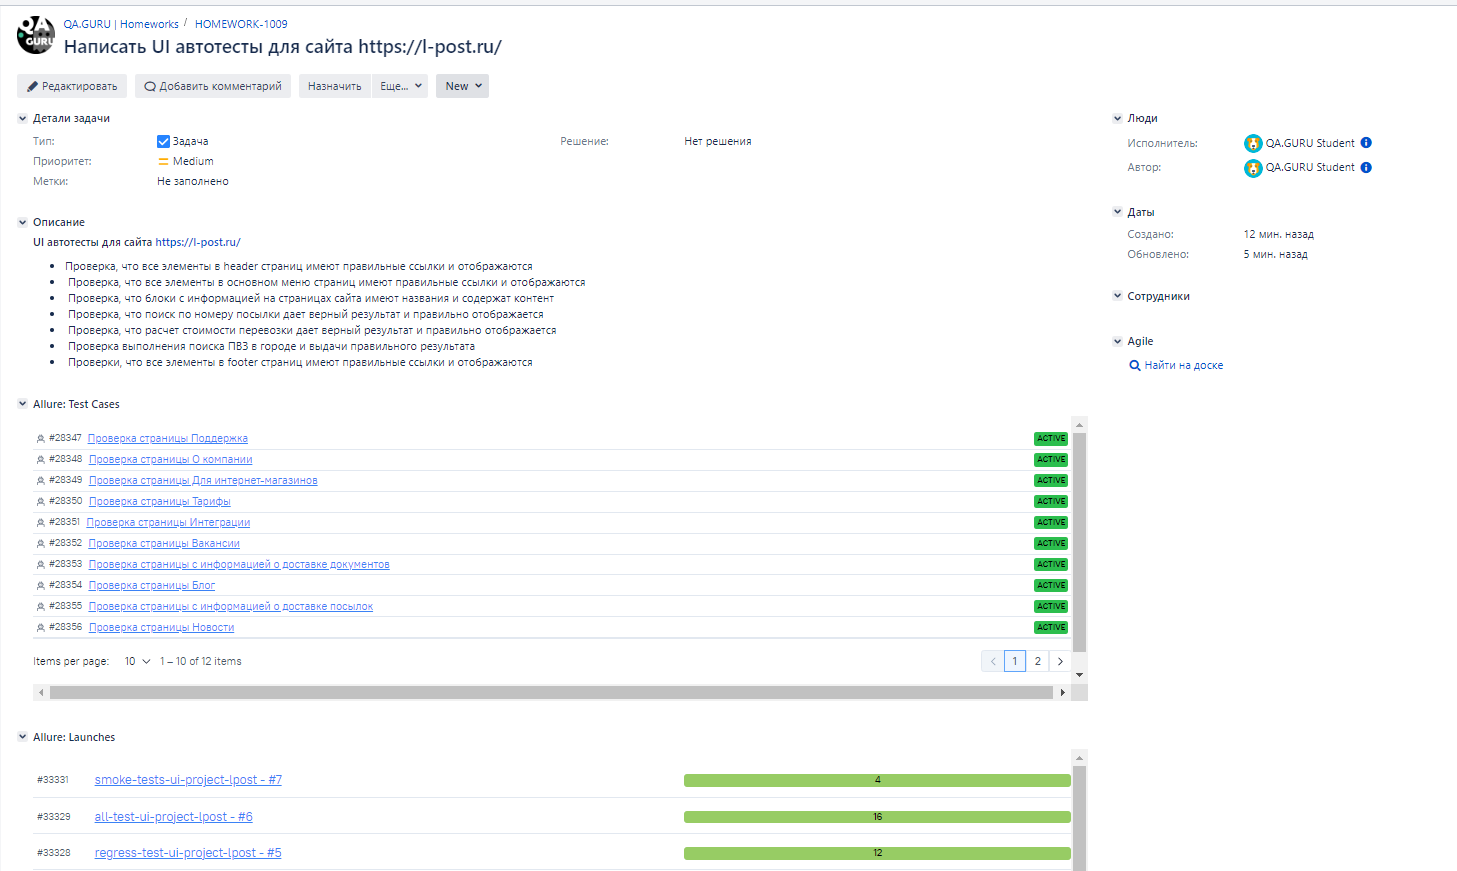 QA
GURU
QA.GURU | Homeworks / HOMEWORK-1009
Написать UI автотесты для сайта https://l-post.ru/
Редактировать Добавить комментарий Назначить Еще... New
Детали задачи
Тип: Задача Решение: Нет решения
Приоритет: Medium
Метки: Не заполнено
Описание
UI автотесты для сайта https://l-post.ru/
• Проверка, что все элементы в header страниц имеют правильные ссылки и отображаются
• Проверка, что все элементы в основном меню страниц имеют правильные ссылки и отображаются
• Проверка, что блоки с информацией на страницах сайта имеют названия и содержат контент
• Проверка, что поиск по номеру посылки дает верный результат и правильно отображается
• Проверка, что расчет стоимости перевозки дает верный результат и правильно отображается
• Проверка выполнения поиска ПВЗ в городе и выдачи правильного результата
• Проверки, что все элементы в footer страниц имеют правильные ссылки и отображаются
Allure: Test Cases
#28347 Проверка страницы Поддержка ACTIVE
#28348 Проверка страницы О компании ACTIVE
#28349 Проверка страницы Для интернет-магазинов ACTIVE
#28350 Проверка страницы Тарифы ACTIVE
#28351 Проверка страницы Интеграции ACTIVE
#28352 Проверка страницы Вакансии ACTIVE
#28353 Проверка страницы с информацией о доставке документов ACTIVE
#28354 Проверка страницы Блог ACTIVE
#28355 Проверка страницы с информацией о доставке посылок ACTIVE
#28356 Проверка страницы Новости ACTIVE
Items per page: 10 1 – 10 of 12 items 1 2
Allure: Launches
#33331 smoke-tests-ui-project-lpost - #7 4
#33329 all-test-ui-project-lpost - #6 16
#33328 regress-test-ui-project-lpost - #5 12
Люди
Исполнитель: QA.GURU Student
Автор: QA.GURU Student
Даты
Создано: 12 мин. назад
Обновлено: 5 мин. назад
Сотрудники
Agile
Найти на доске